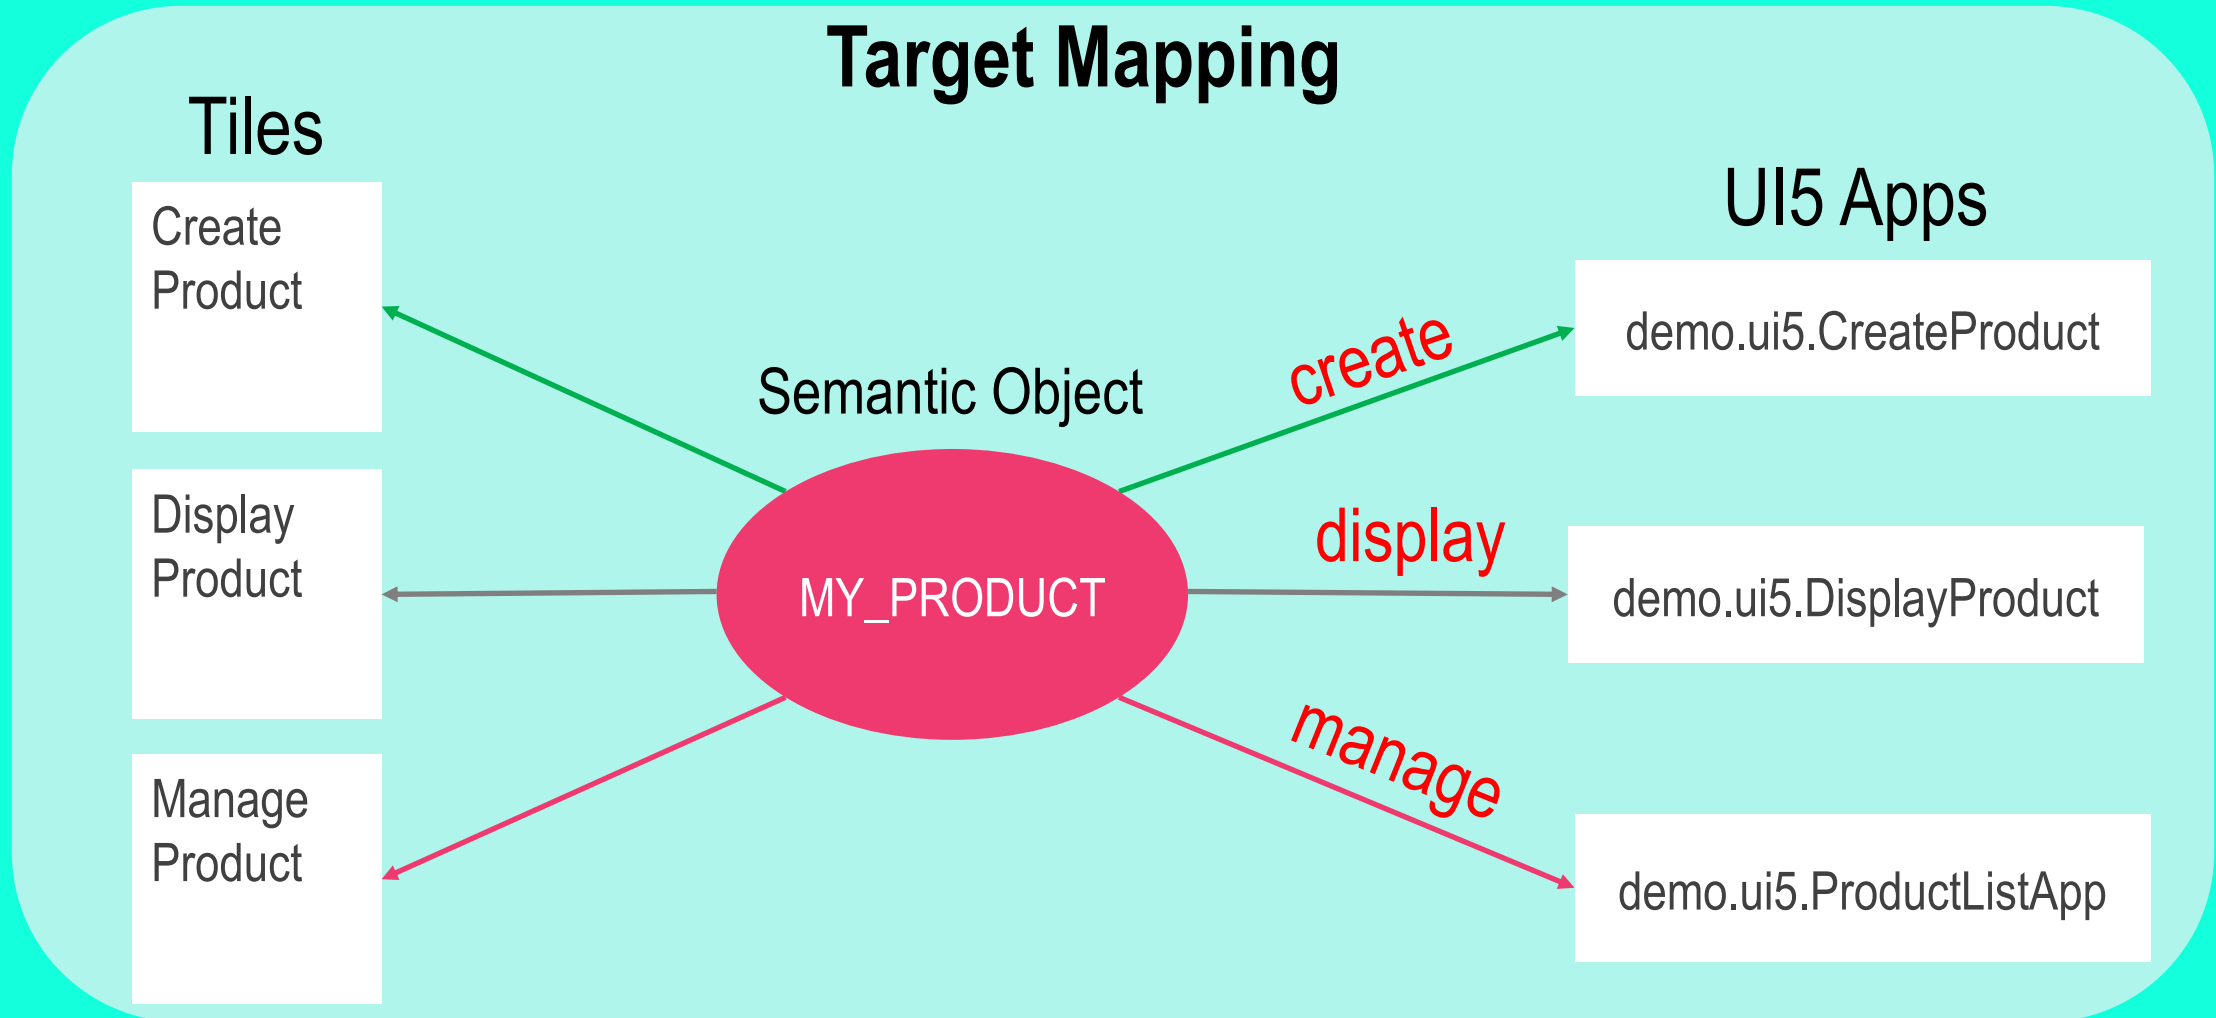 Target Mapping
Tiles
Create
Product
Display
Product
Manage
Product
Semantic Object
MY_PRODUCT
create
display
manage
UI5 Apps
demo.ui5.CreateProduct
demo.ui5.DisplayProduct
demo.ui5.ProductListApp